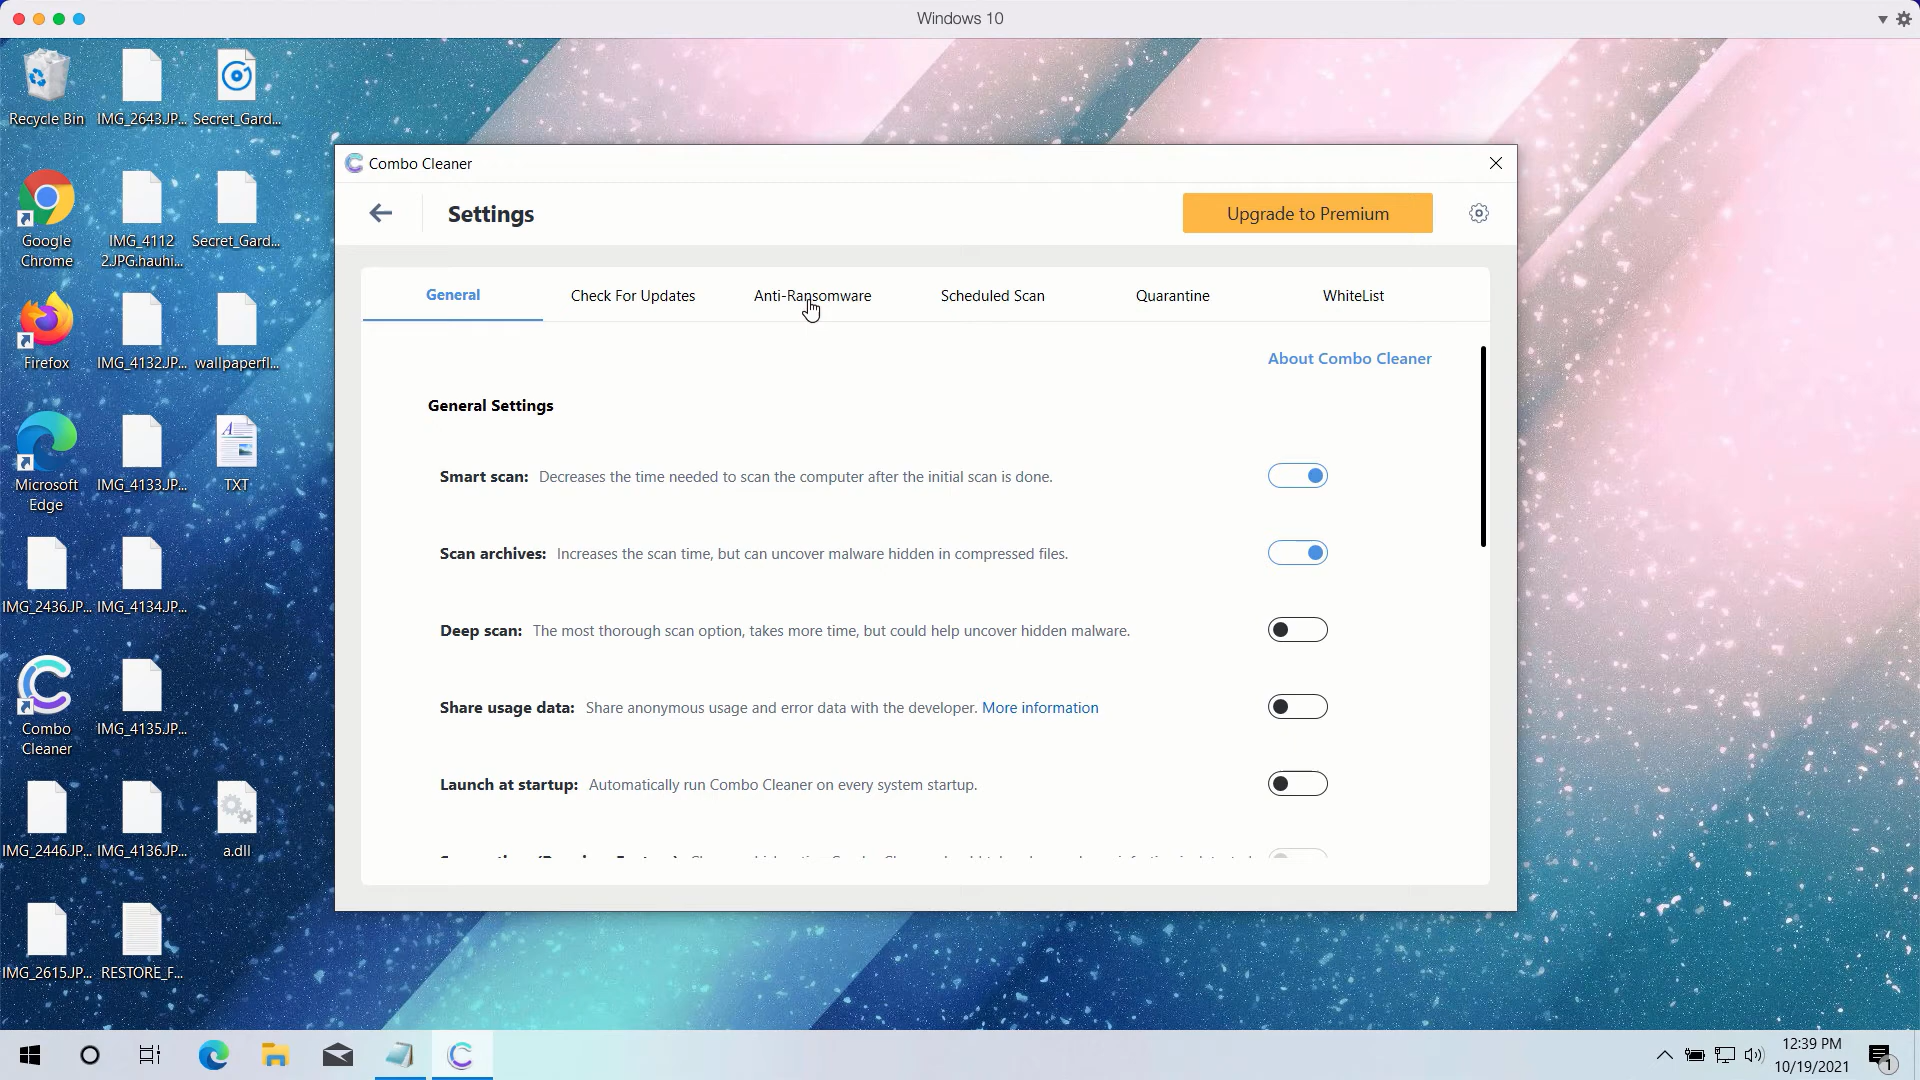 Windows 10
Recycle Bin
IMG_2643.JP...
Secret_Gard...
Google
Chrome
IMG_4112
2.JPG.hauhi...
Secret_Gard...
Firefox
IMG_4132.JP...
wallpaperfl...
Microsoft
Edge
IMG_4133.JP...
TXT
IMG_2436.JP...
IMG_4134.JP...
Combo
Cleaner
IMG_4135.JP...
IMG_2446.JP...
IMG_4136.JP...
a.dll
IMG_2615.JP...
RESTORE_F...
Combo Cleaner
Settings
Upgrade to Premium
General
Check For Updates
Anti-Ransomware
Scheduled Scan
Quarantine
WhiteList
About Combo Cleaner
General Settings
Smart scan: Decreases the time needed to scan the computer after the initial scan is done.
Scan archives: Increases the scan time, but can uncover malware hidden in compressed files.
Deep scan: The most thorough scan option, takes more time, but could help uncover hidden malware.
Share usage data: Share anonymous usage and error data with the developer. More information
Launch at startup: Automatically run Combo Cleaner on every system startup.
12:39 PM
10/19/2021
1